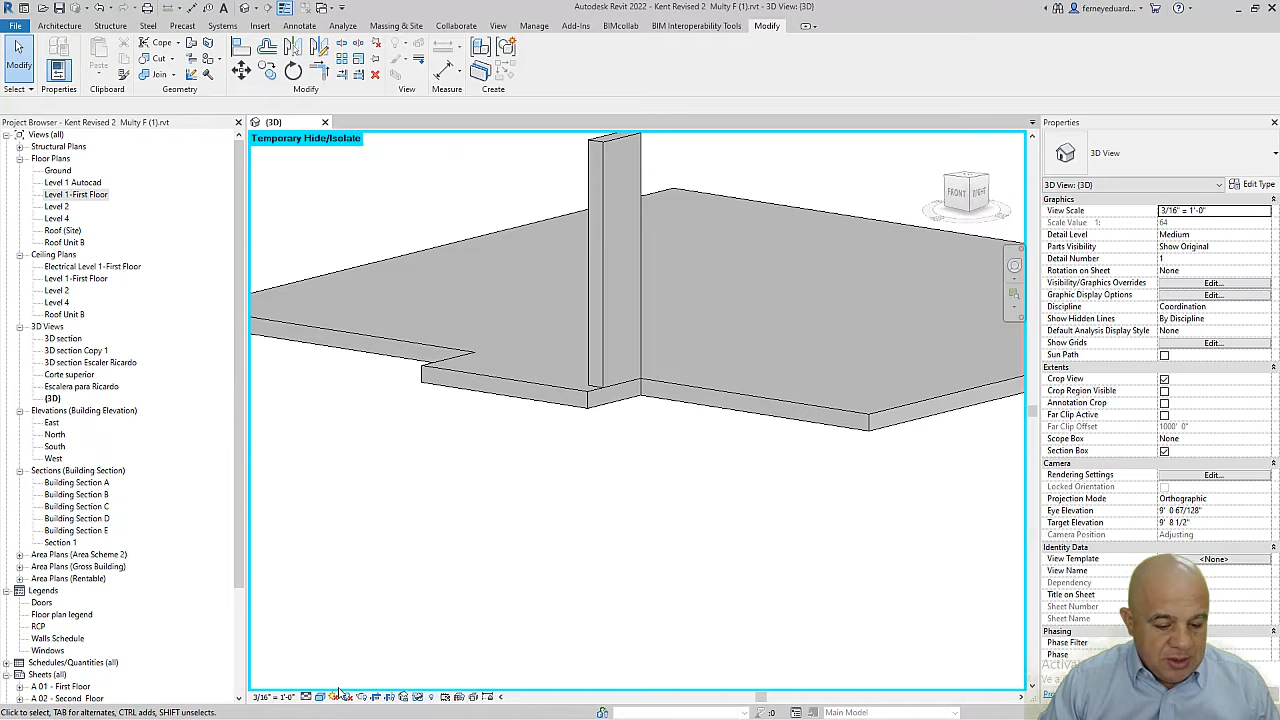 Autodesk Revit 2022 - Kent Revised 2 Multy F (1).rvt - 3D View: {3D}
ferneyeduard...
File Architecture Structure Steel Precast Systems Insert Annotate Analyze Massing & Site Collaborate View Manage Add-Ins BIMcollab BIM Interoperability Tools Modify
Cope
Cut
Modify Paste Join
Select Properties Clipboard Geometry Modify View Measure Create
Project Browser - Kent Revised 2 Multy F (1).rvt
Views (all)
Structural Plans
Floor Plans
Ground
Level 1 Autocad
Level 1-First Floor
Level 2
Level 4
Roof (Site)
Roof Unit B
Ceiling Plans
Electrical Level 1-First Floor
Level 1-First Floor
Level 2
Level 4
Roof Unit B
3D Views
3D section
3D section Copy 1
3D section Escaler Ricardo
Corte superior
Escalera para Ricardo
{3D}
Elevations (Building Elevation)
East
North
South
West
Sections (Building Section)
Building Section A
Building Section B
Building Section C
Building Section D
Building Section E
Section 1
Area Plans (Area Scheme 2)
Area Plans (Gross Building)
Area Plans (Rentable)
Legends
Doors
Floor plan legend
RCP
Walls Schedule
Windows
Schedules/Quantities (all)
Sheets (all)
A 01 - First Floor
A 02 - Second Floor
{3D}
Temporary Hide/Isolate
FRONT RIGHT
3/16" = 1'-0"
Properties
3D View
3D View: {3D} Edit Type
Graphics
View Scale 3/16" = 1'-0"
Scale Value 1: 64
Detail Level Medium
Parts Visibility Show Original
Detail Number 1
Rotation on Sheet None
Visibility/Graphics Overrides Edit...
Graphic Display Options Edit...
Discipline Coordination
Show Hidden Lines By Discipline
Default Analysis Display Style None
Show Grids Edit...
Sun Path
Extents
Crop View
Crop Region Visible
Annotation Crop
Far Clip Active
Far Clip Offset 1000' 0"
Scope Box None
Section Box
Camera
Rendering Settings Edit...
Locked Orientation
Projection Mode Orthographic
Eye Elevation 9' 0 67/128"
Target Elevation 9' 8 1/2"
Camera Position Adjusting
Identity Data
View Template <None>
View Name
Dependency
Title on Sheet
Sheet Number
Sheet Name
Phasing
Phase Filter
Phase
Click to select, TAB for alternates, CTRL adds, SHIFT unselects.
:0
Main Model